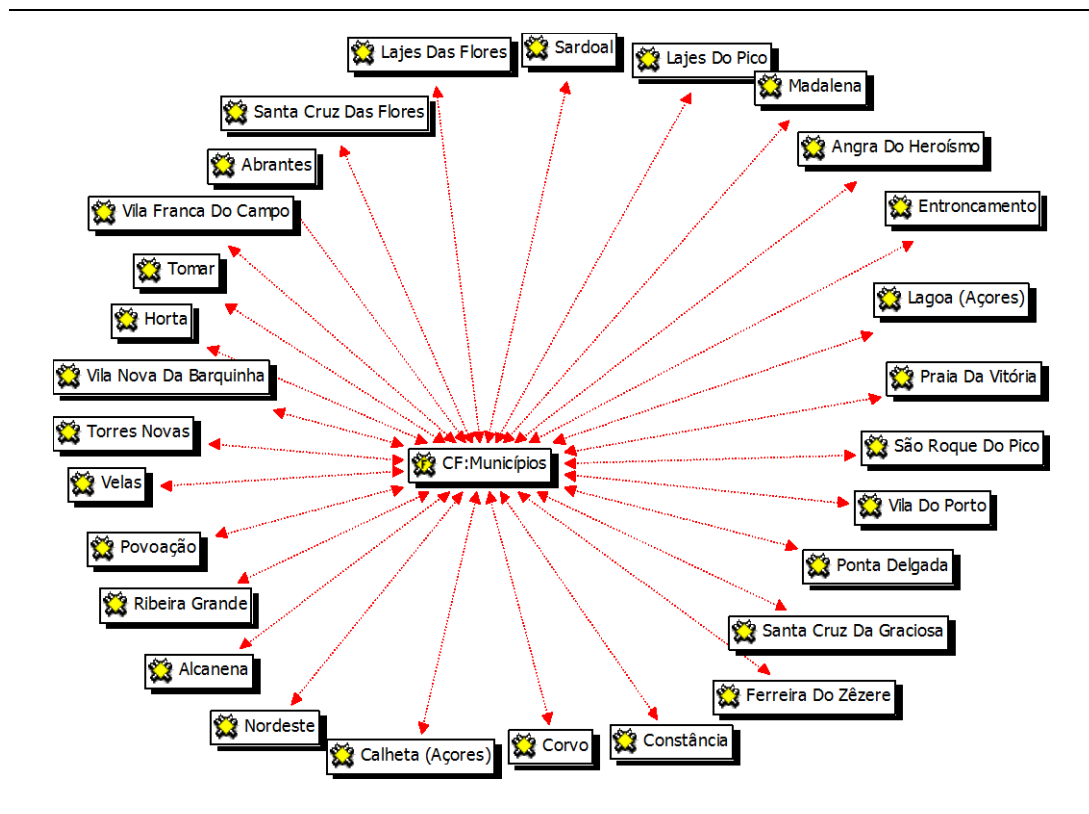 Lajes Das Flores
Sardoal
Lajes Do Pico
Madalena
Santa Cruz Das Flores
Angra Do Heroísmo
Abrantes
Entroncamento
Vila Franca Do Campo
Tomar
Lagoa (Açores)
Horta
Vila Nova Da Barquinha
Praia Da Vitória
Torres Novas
São Roque Do Pico
CF:Municípios
Velas
Vila Do Porto
Povoação
Ponta Delgada
Ribeira Grande
Santa Cruz Da Graciosa
Alcanena
Ferreira Do Zêzere
Nordeste
Calheta (Açores)
Corvo
Constância